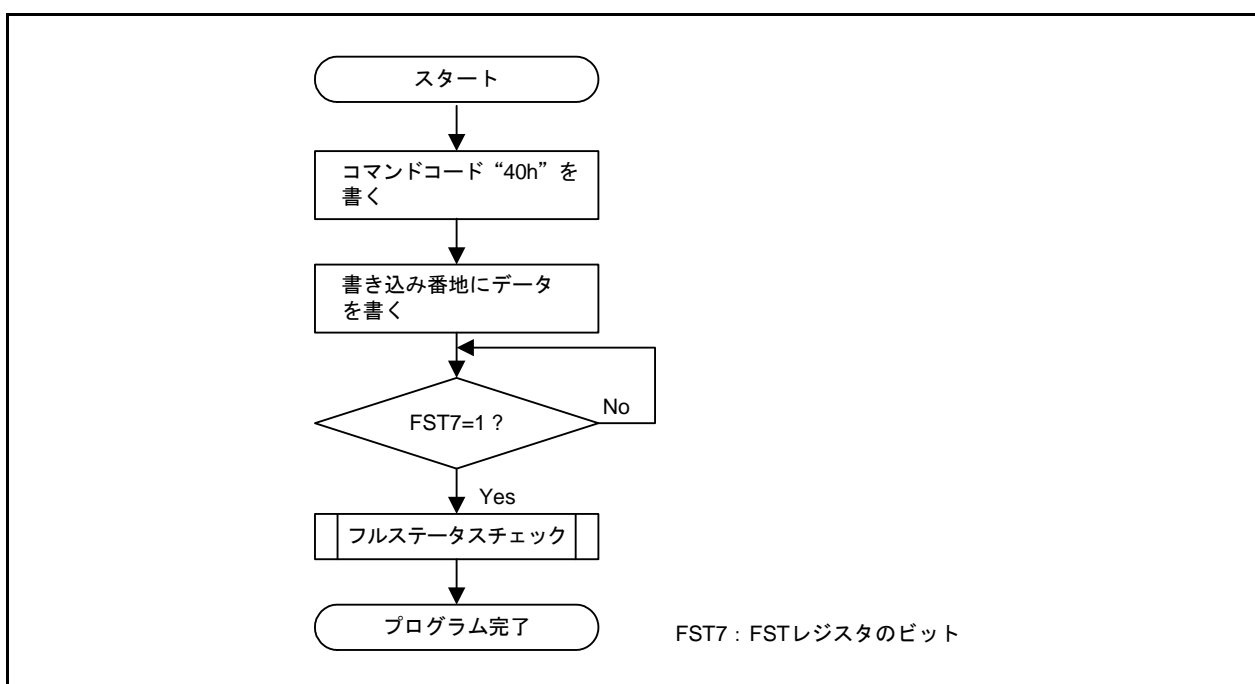 スタート
コマンドコード“40h”を
書く
書き込み番地にデータ
を書く
FST7=1 ?
No
Yes
フルステータスチェック
プログラム完了
FST7 : FSTレジスタのビット